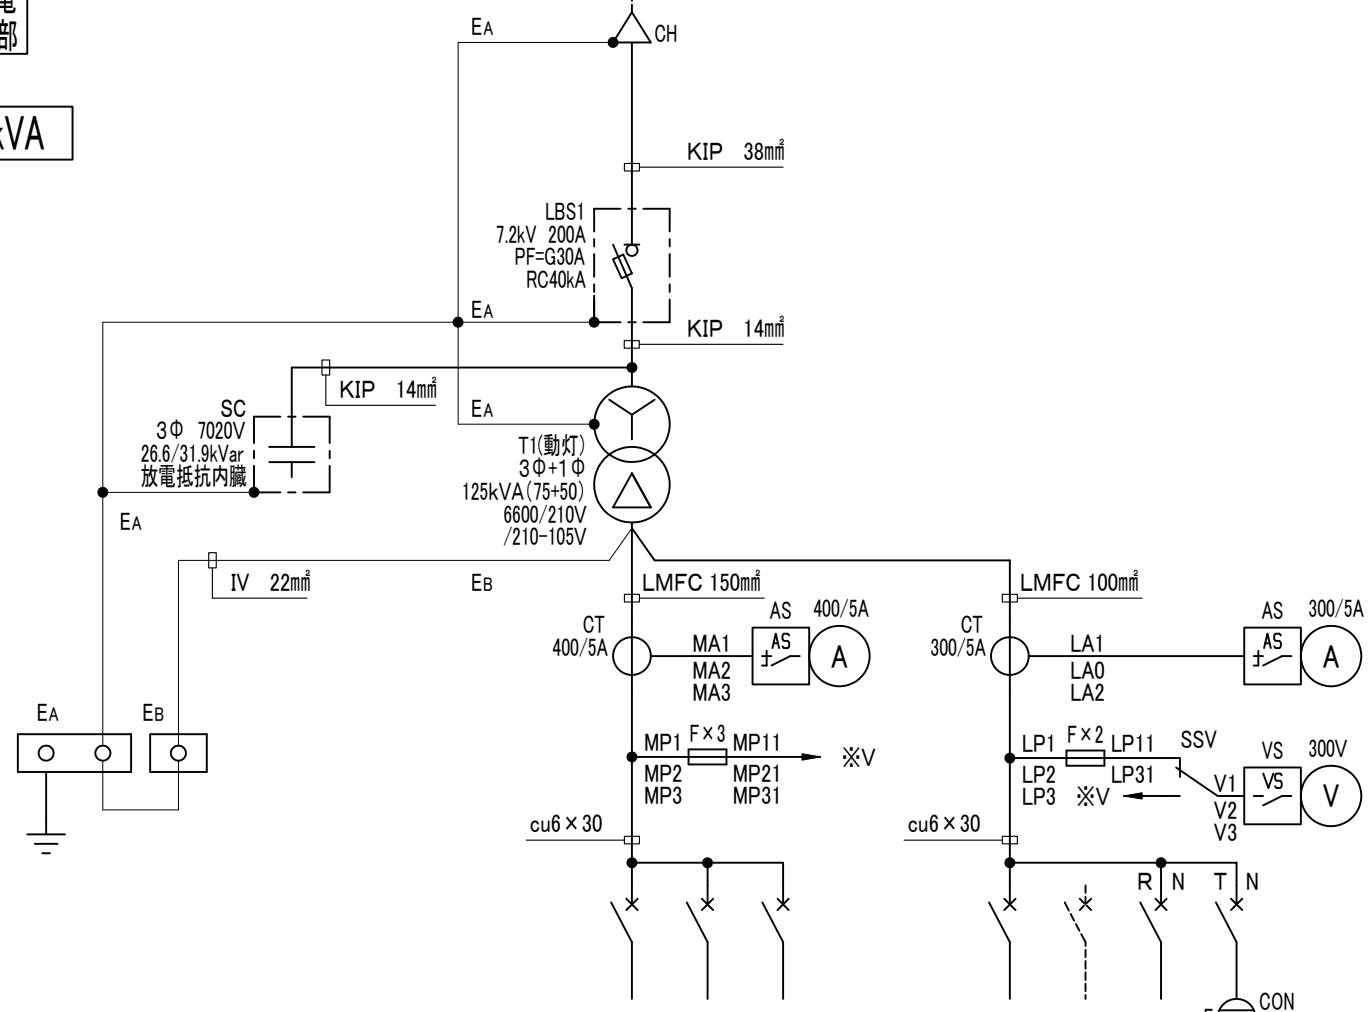 部
kVA
EA
CH
KIP 38mm²
LBS1
7.2kV 200A
PF=G30A
RC40kA
EA
KIP 14mm²
KIP 14mm²
EA
SC
3Φ 7020V
26.6/31.9kVar
放電抵抗内臓
EA
T1(動灯)
3Φ+1Φ
125kVA(75+50)
6600/210V
/210-105V
IV 22mm²
EB
LMFC 150mm²
LMFC 100mm²
CT
400/5A
MA1
MA2
MA3
AS 400/5A
AS
A
CT
300/5A
LA1
LA0
LA2
AS 300/5A
AS
A
EA
EB
MP1 F×3 MP11
MP2 MP21
MP3 MP31
※V
LP1 F×2 LP11
LP2 LP31
LP3 ※V
SSV
V1
V2
V3
VS 300V
VS
V
cu6×30
cu6×30
R N T N
CON